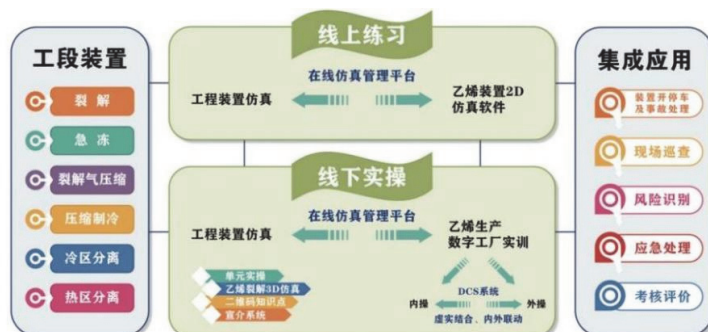 工段装置
裂解
急冻
裂解气压缩
压缩制冷
冷区分离
热区分离
线上练习
在线仿真管理平台
工程装置仿真
乙烯装置2D
仿真软件
线下实操
在线仿真管理平台
工程装置仿真
乙烯生产
数字工厂实训
单元实操
乙烯裂解3D仿真
二维码知识点
宣介系统
DCS系统
内操
外操
虚实结合、内外联动
集成应用
装置开停车
及事故处理
现场巡查
风险识别
应急处理
考核评价